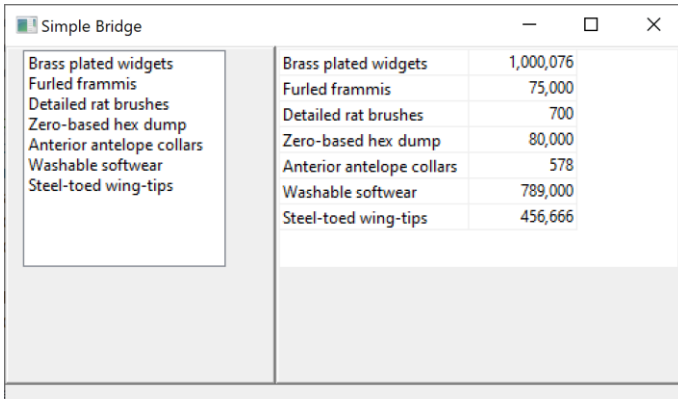 Simple Bridge
Brass plated widgets
Furled frammis
Detailed rat brushes
Zero-based hex dump
Anterior antelope collars
Washable softwear
Steel-toed wing-tips
Brass plated widgets 1,000,076
Furled frammis 75,000
Detailed rat brushes 700
Zero-based hex dump 80,000
Anterior antelope collars 578
Washable softwear 789,000
Steel-toed wing-tips 456,666